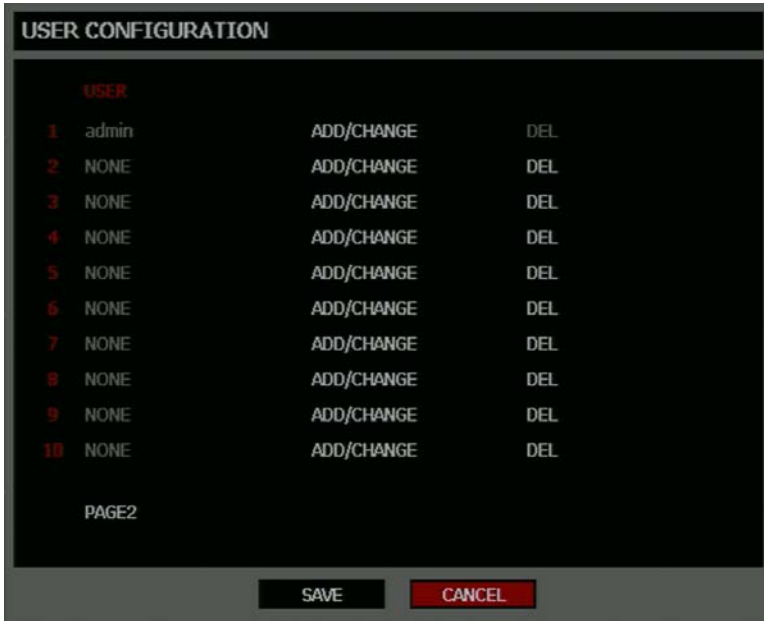 USER CONFIGURATION
USER
1 admin ADD/CHANGE DEL
2 NONE ADD/CHANGE DEL
3 NONE ADD/CHANGE DEL
4 NONE ADD/CHANGE DEL
5 NONE ADD/CHANGE DEL
6 NONE ADD/CHANGE DEL
7 NONE ADD/CHANGE DEL
8 NONE ADD/CHANGE DEL
9 NONE ADD/CHANGE DEL
10 NONE ADD/CHANGE DEL
PAGE2
SAVE CANCEL